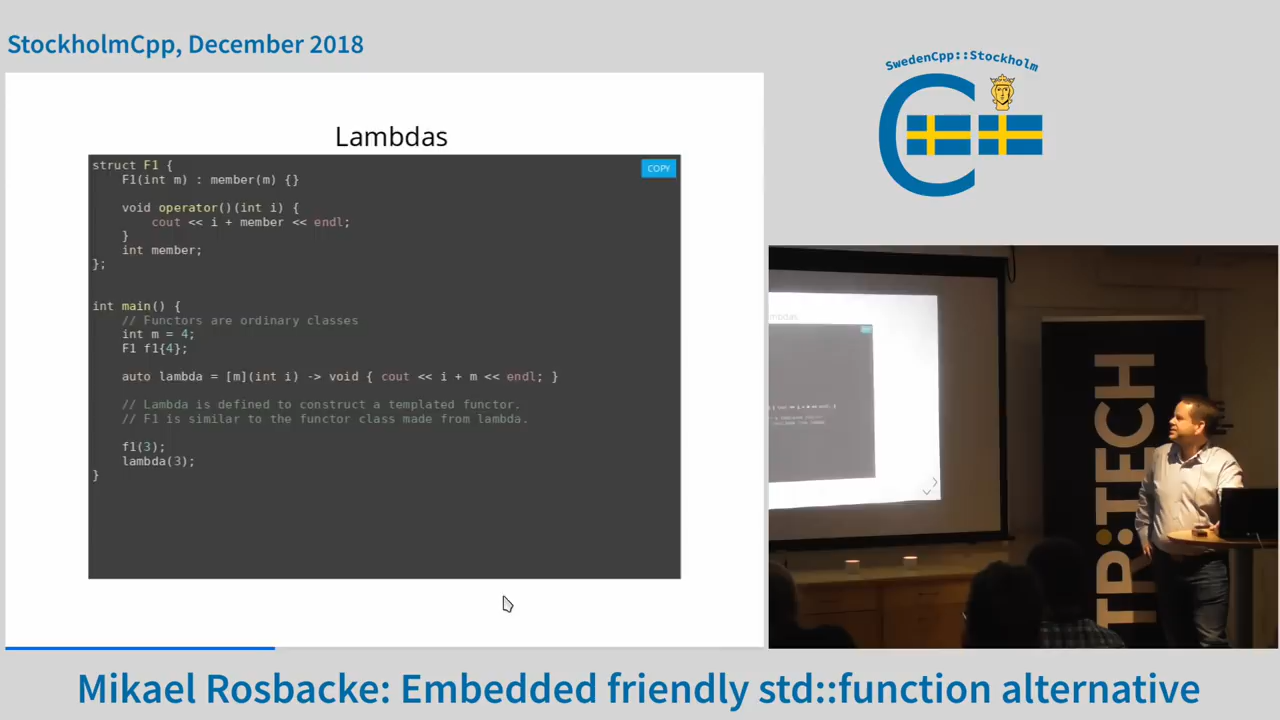 StockholmCpp, December 2018
SwedenCpp::Stockholm
Lambdas
COPY
struct F1 {
F1(int m) : member(m) {}
void operator()(int i) {
cout << i + member << endl;
}
int member;
};
int main() {
// Functors are ordinary classes
int m = 4;
F1 f1{4};
auto lambda = [m](int i) -> void { cout << i + m << endl; }
// Lambda is defined to construct a templated functor.
// F1 is similar to the functor class made from lambda.
f1(3);
lambda(3);
}
mbdas
TR:TECH
Mikael Rosbacke: Embedded friendly std::function alternative